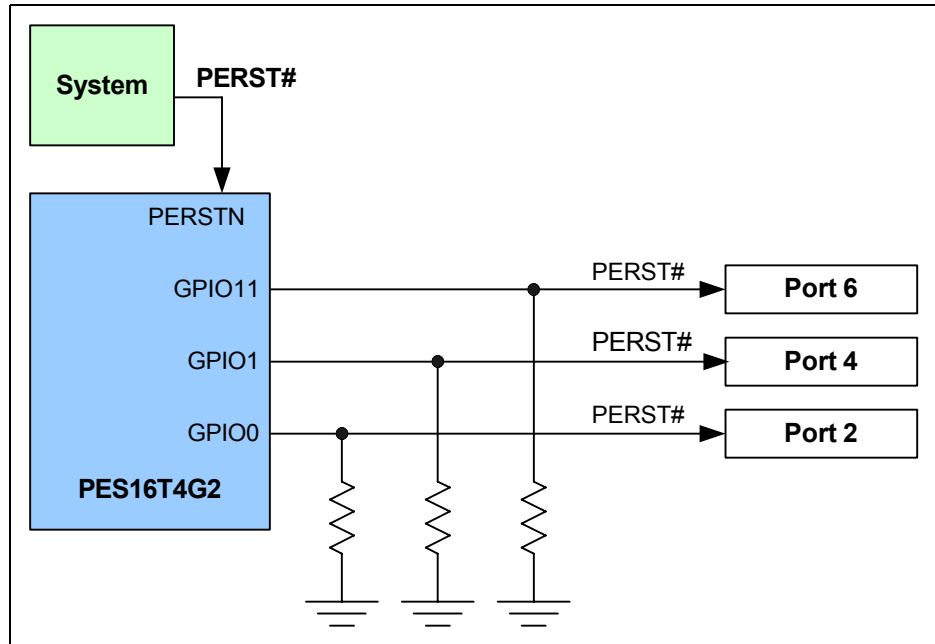 System
PERST#
PERSTN
GPIO11
PERST#
Port 6
GPIO1
PERST#
Port 4
GPIO0
PERST#
Port 2
PES16T4G2